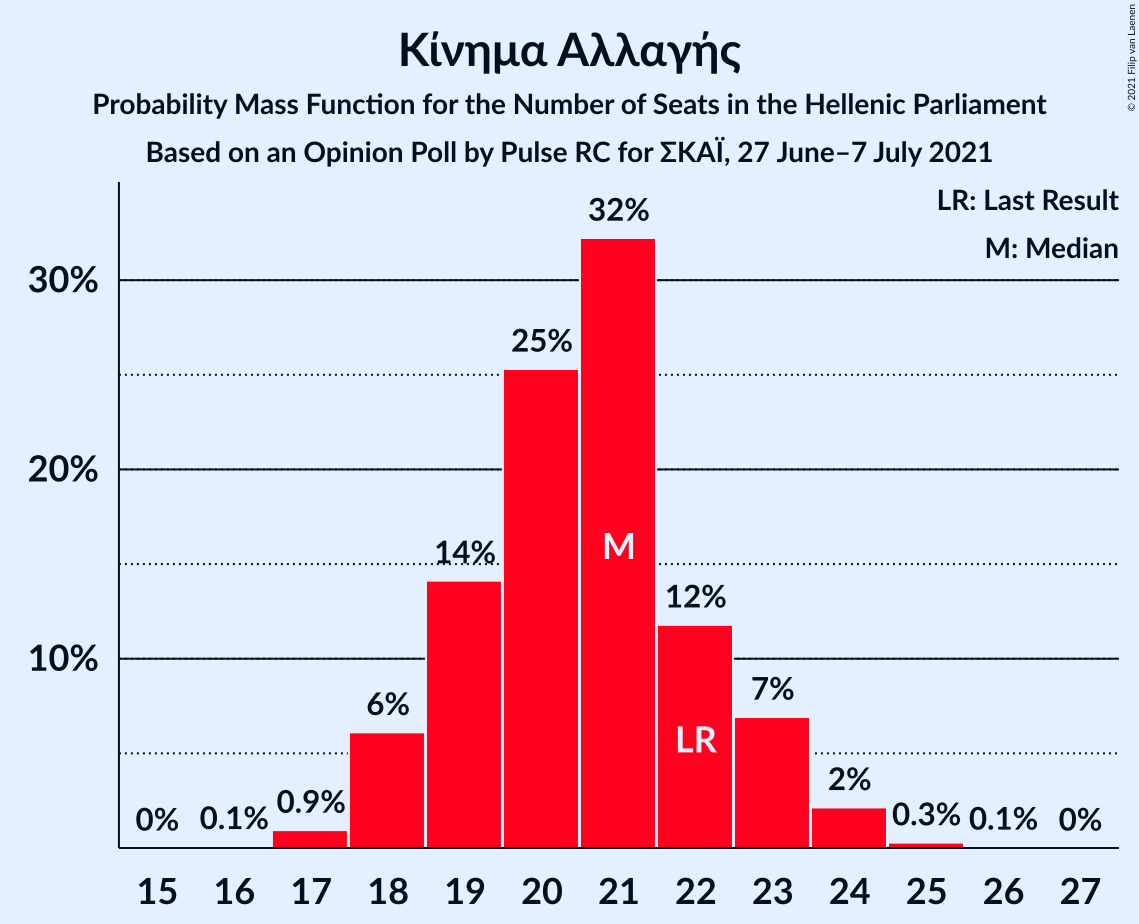 Κίνημα Αλλαγής
Probability Mass Function for the Number of Seats in the Hellenic Parliament
Based on an Opinion Poll by Pulse RC for ΣΚΑΪ, 27 June–7 July 2021
© 2021 Filip van Laenen
LR: Last Result
M: Median
30%
20%
10%
0%
0.1%
0.9%
6%
14%
25%
32%
12%
7%
2%
0.3%
0.1%
0%
M
LR
15 16 17 18 19 20 21 22 23 24 25 26 27